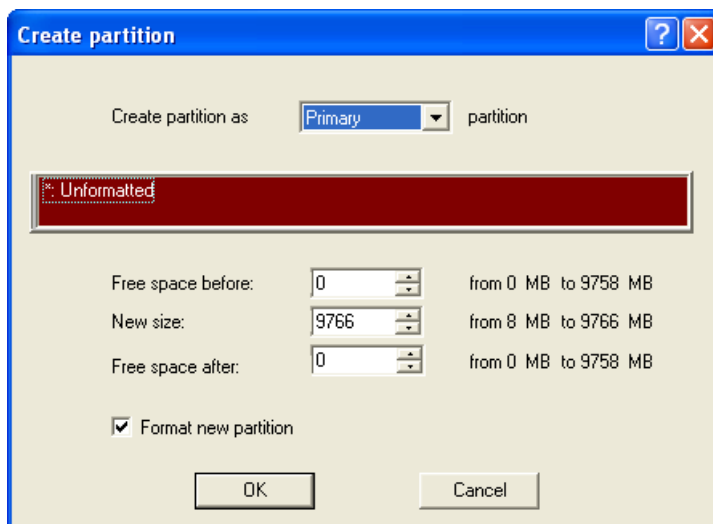 Create partition
Create partition as Primary partition
*: Unformatted
Free space before: 0 from 0 MB to 9758 MB
New size: 9766 from 8 MB to 9766 MB
Free space after: 0 from 0 MB to 9758 MB
Format new partition
OK Cancel